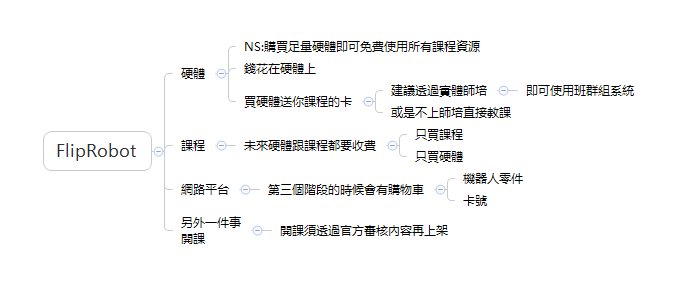 FlipRobot
硬體
NS:購買足量硬體即可免費使用所有課程資源
錢花在硬體上
買硬體送你課程的卡
建議透過實體師培
即可使用班群組系統
或是不上師培直接教課
課程
未來硬體跟課程都要收費
只買課程
只買硬體
網路平台
第三個階段的時候會有購物車
機器人零件
卡號
另外一件事
開課
開課須透過官方審核內容再上架